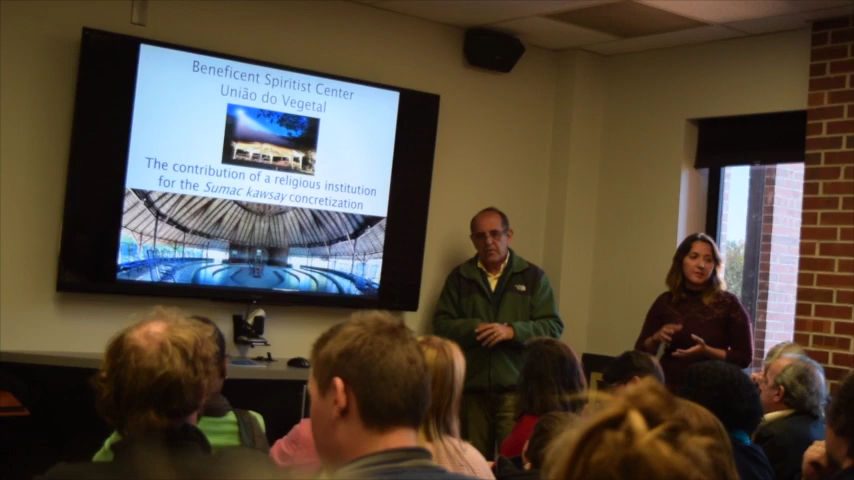 Beneficent Spiritist Center
União do Vegetal
The contribution of a religious institution
for the Sumac kawsay concretization